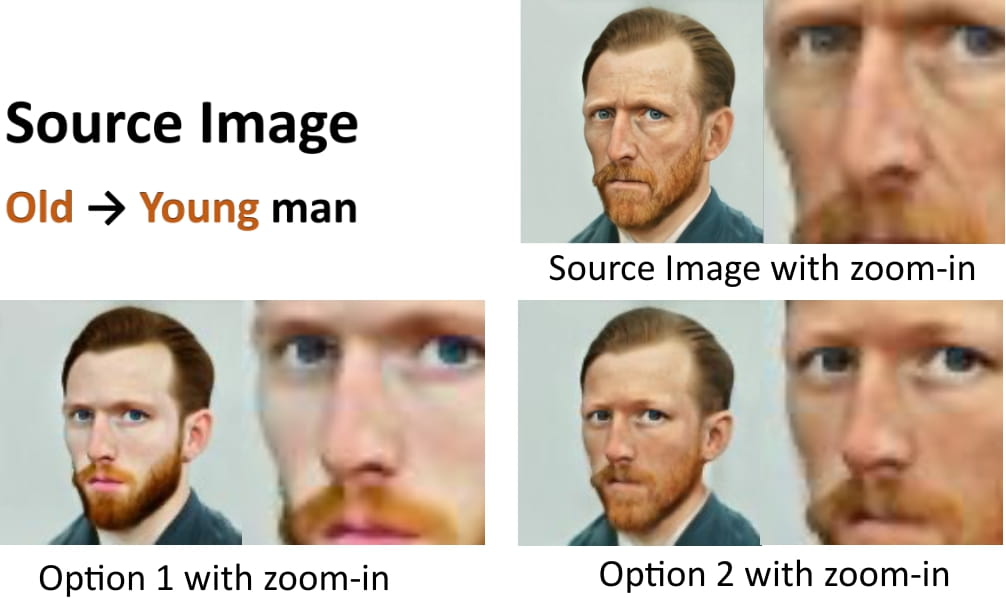 Source Image
Old → Young man
Source Image with zoom-in
Option 1 with zoom-in
Option 2 with zoom-in